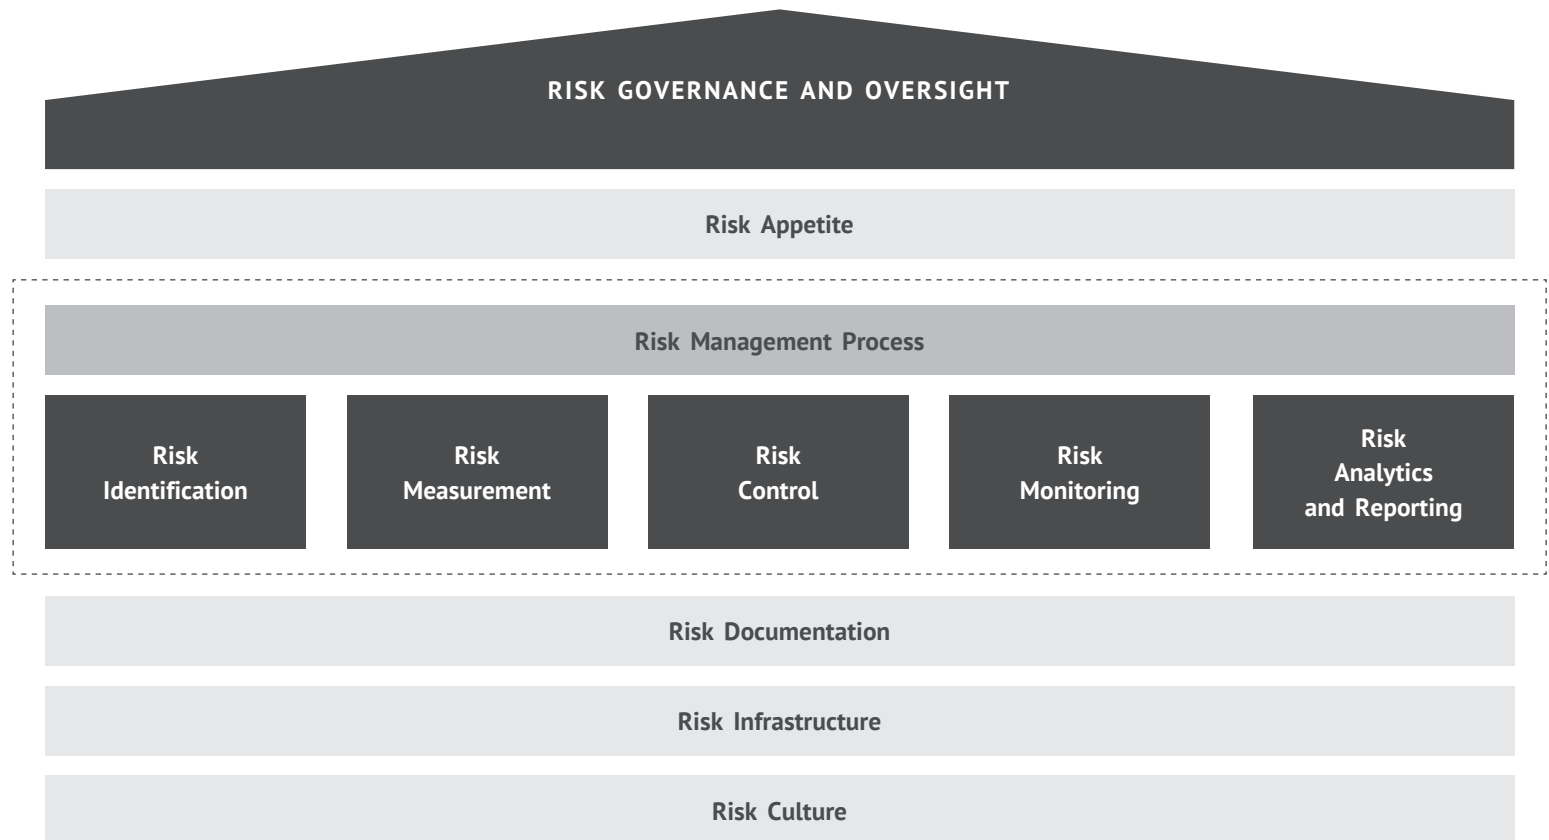 RISK GOVERNANCE AND OVERSIGHT
Risk Appetite
Risk Management Process
Risk
Identification
Risk
Measurement
Risk
Control
Risk
Monitoring
Risk
Analytics
and Reporting
Risk Documentation
Risk Infrastructure
Risk Culture